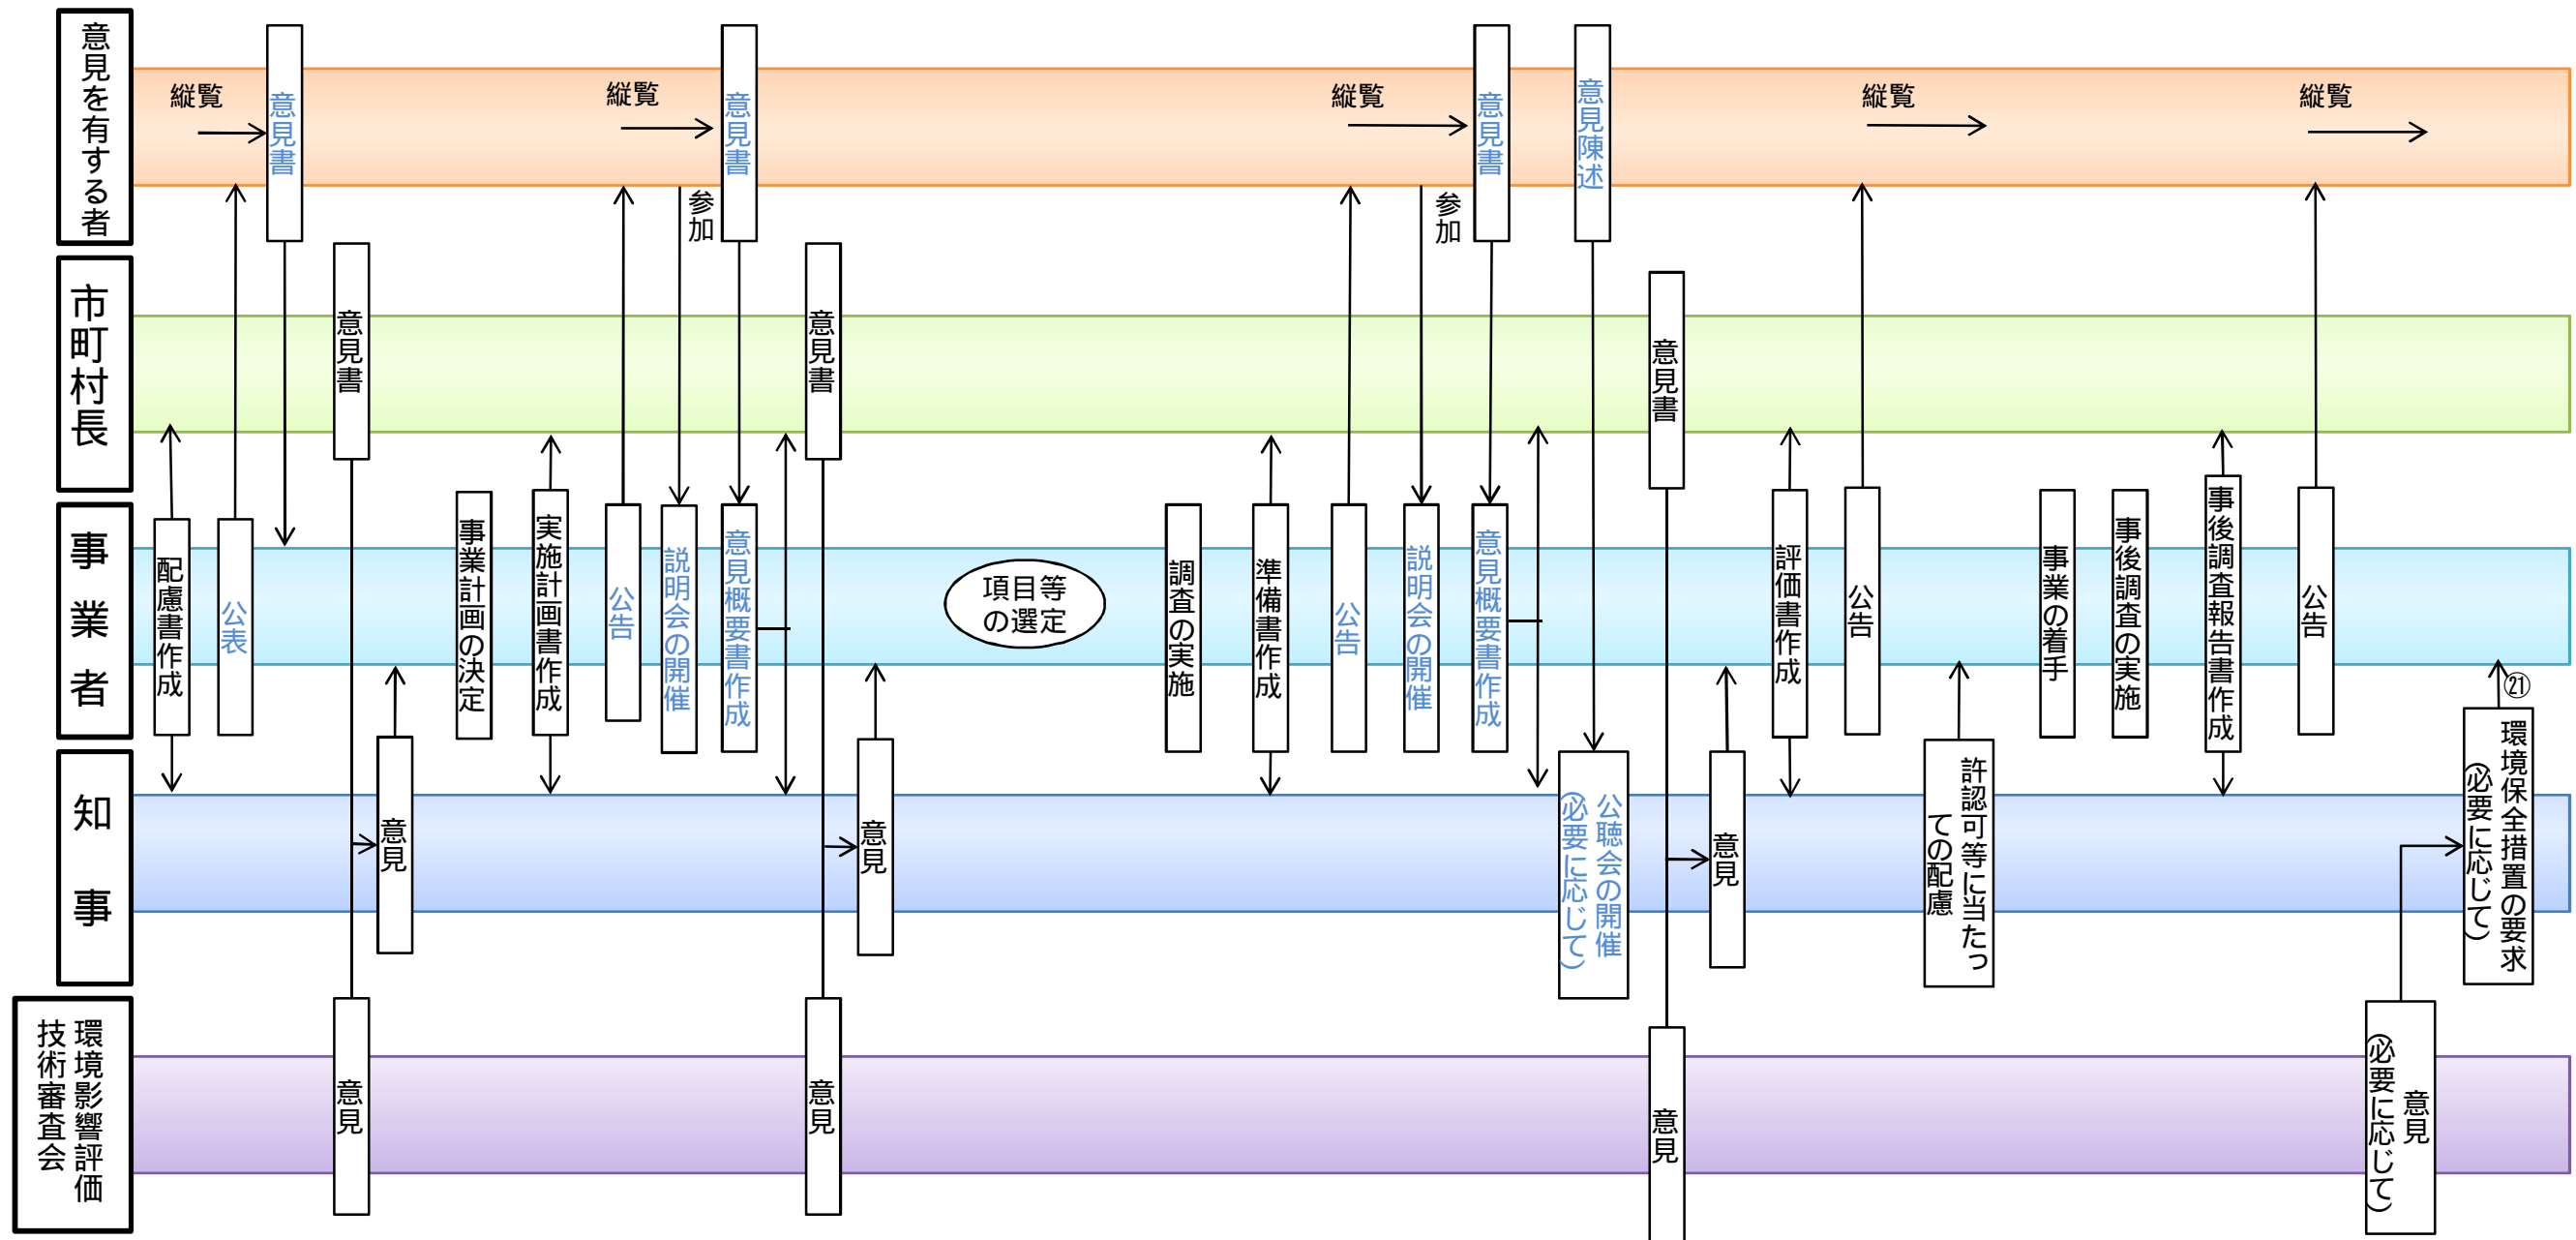 意見を有する者
縦覧
意見書
縦覧
参加
意見書
縦覧
参加
意見書
意見陳述
縦覧
縦覧
市町村長
意見書
意見書
意見書
事業者
配慮書作成
公表
事業計画の決定
実施計画書作成
公告
説明会の開催
意見概要書作成
項目等
の選定
調査の実施
準備書作成
公告
説明会の開催
意見概要書作成
評価書作成
公告
事業の着手
事後調査の実施
事後調査報告書作成
公告
㉑
知事
意見
意見
公聴会の開催
（必要に応じて）
意見
許認可等に当たっ
ての配慮
環境保全措置の要求
（必要に応じて）
環境影響評価
技術審査会
意見
意見
意見
意見
（必要に応じて）